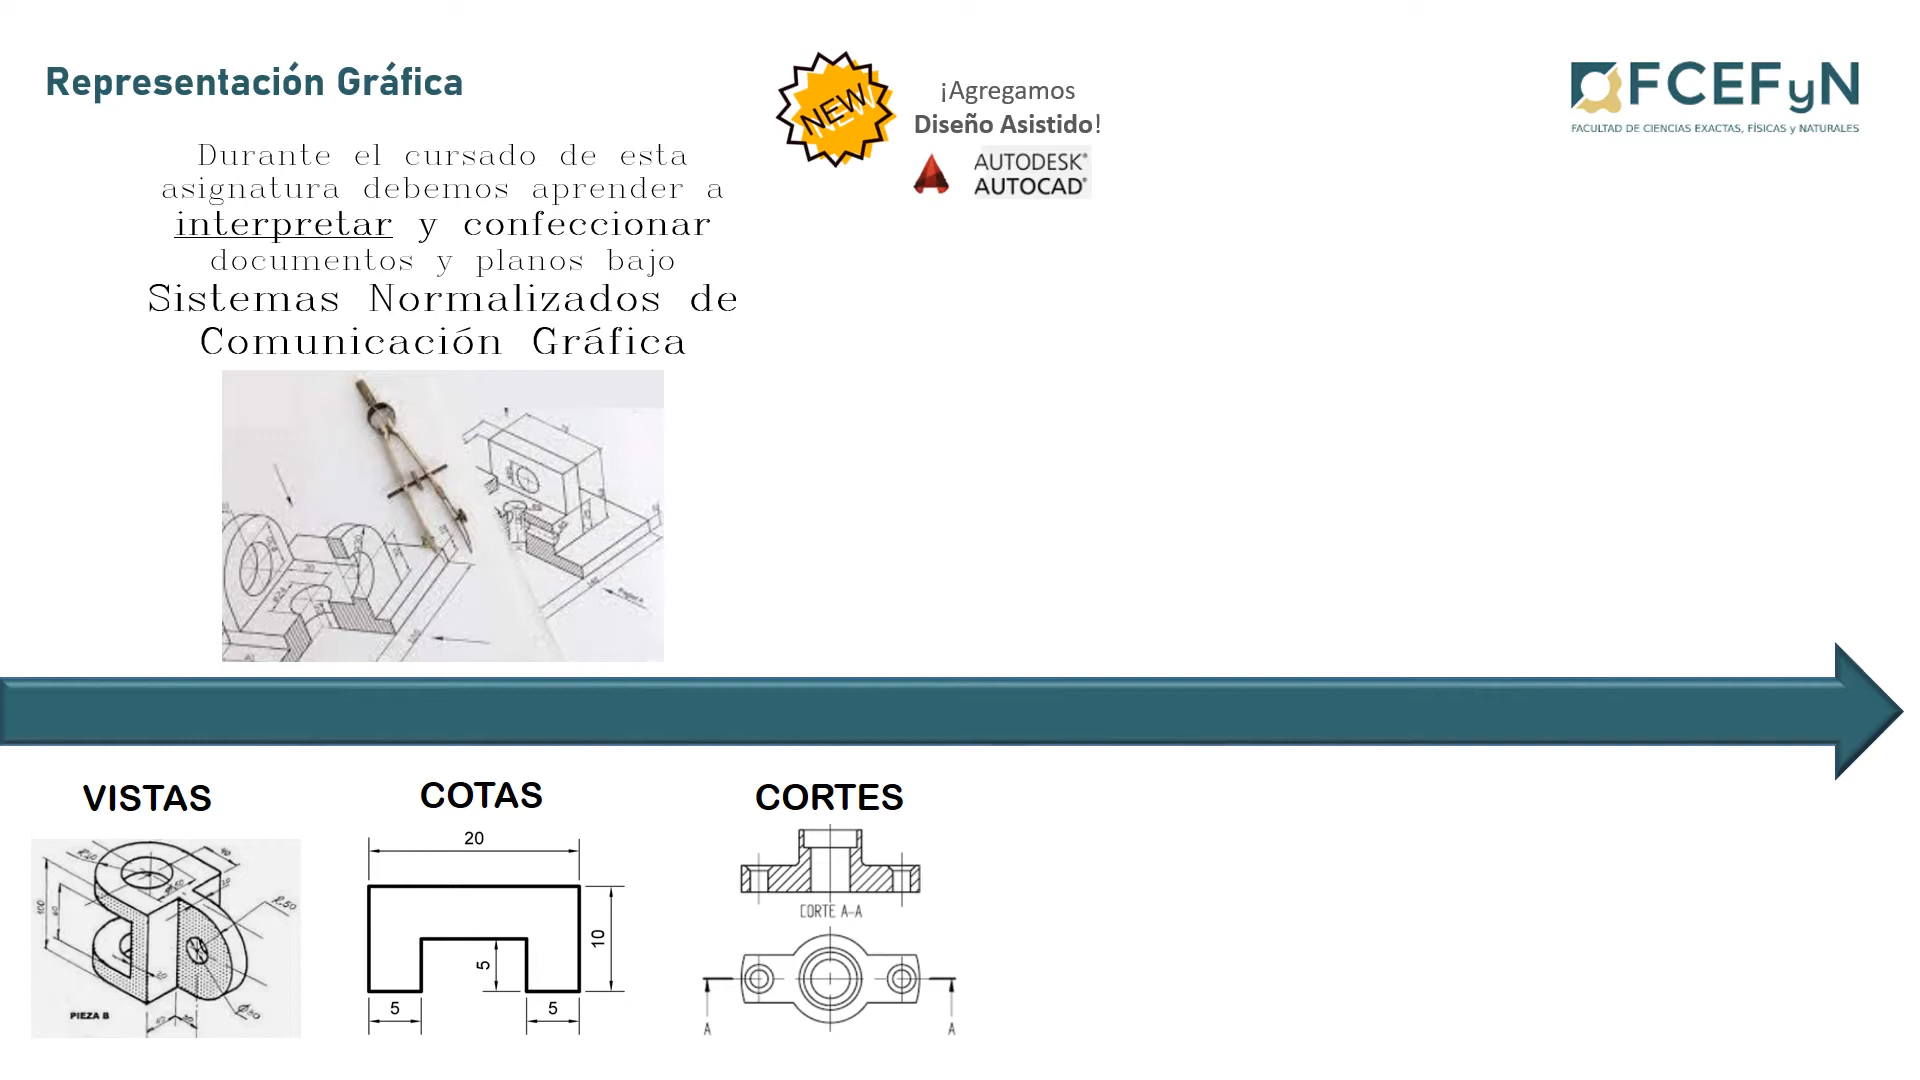 Representación Gráfica
NEW
¡Agregamos
Diseño Asistido!
AUTODESK®
AUTOCAD®
FCEFyN
FACULTAD DE CIENCIAS EXACTAS, FÍSICAS y NATURALES
Durante el cursado de esta
asignatura debemos aprender a
interpretar y confeccionar
documentos y planos bajo
Sistemas Normalizados de
Comunicación Gráfica
VISTAS
COTAS
CORTES
100
R.50
PIEZA B
20
10
5
5
5
CORTE A-A
A
A